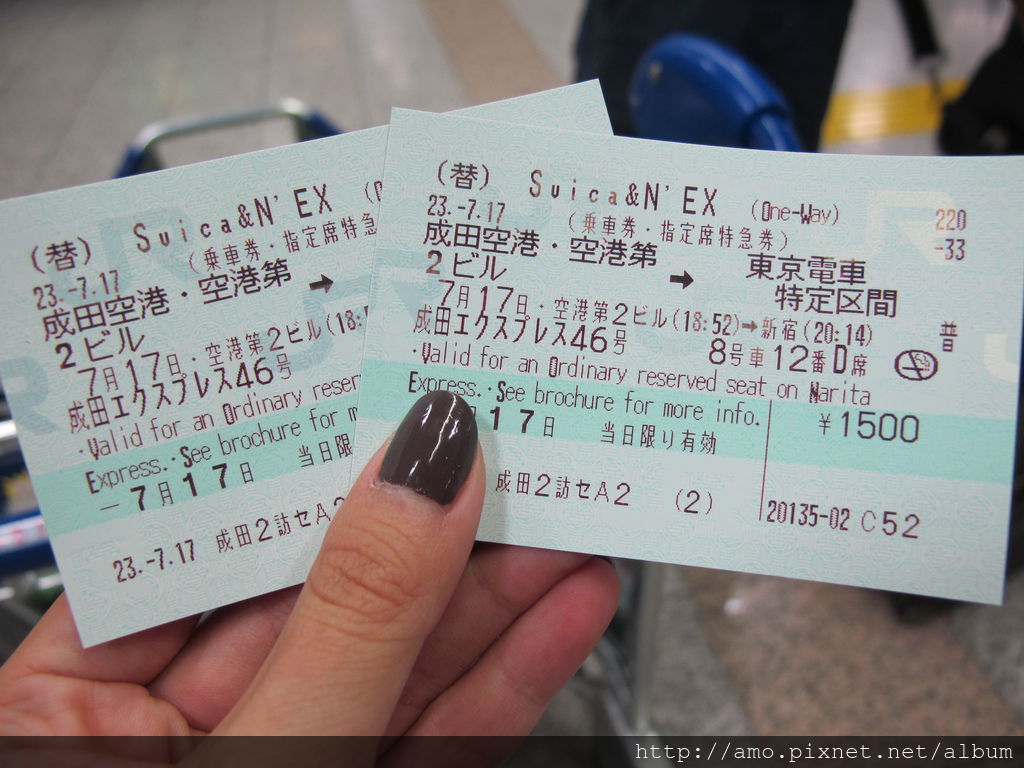 (替) Suica&N'EX (O
(乗車券・指定席特急
23.-7.17
成田空港・空港第
2ビル →
7月17日・空港第2ビル(18:5
成田エクスプレス46号
・Valid for an Ordinary reser
Express.・See brochure for m
-7月17日 当日限
23.-7.17 成田2訪セA2
(替) Suica&N'EX (One-Way) 220
23.-7.17 (乗車券・指定席特急券) -33
成田空港・空港第 → 東京電車
2ビル 特定区間
7月17日・空港第2ビル(18:52)➡新宿(20:14) 普
成田エクスプレス46号 8号車12番D席
・Valid for an Ordinary reserved seat on Narita
Express.・See brochure for more info.
17日 当日限り有効 ¥1500
成田2訪セA2 (2) 20135-02 C52
http://amo.pixnet.net/album